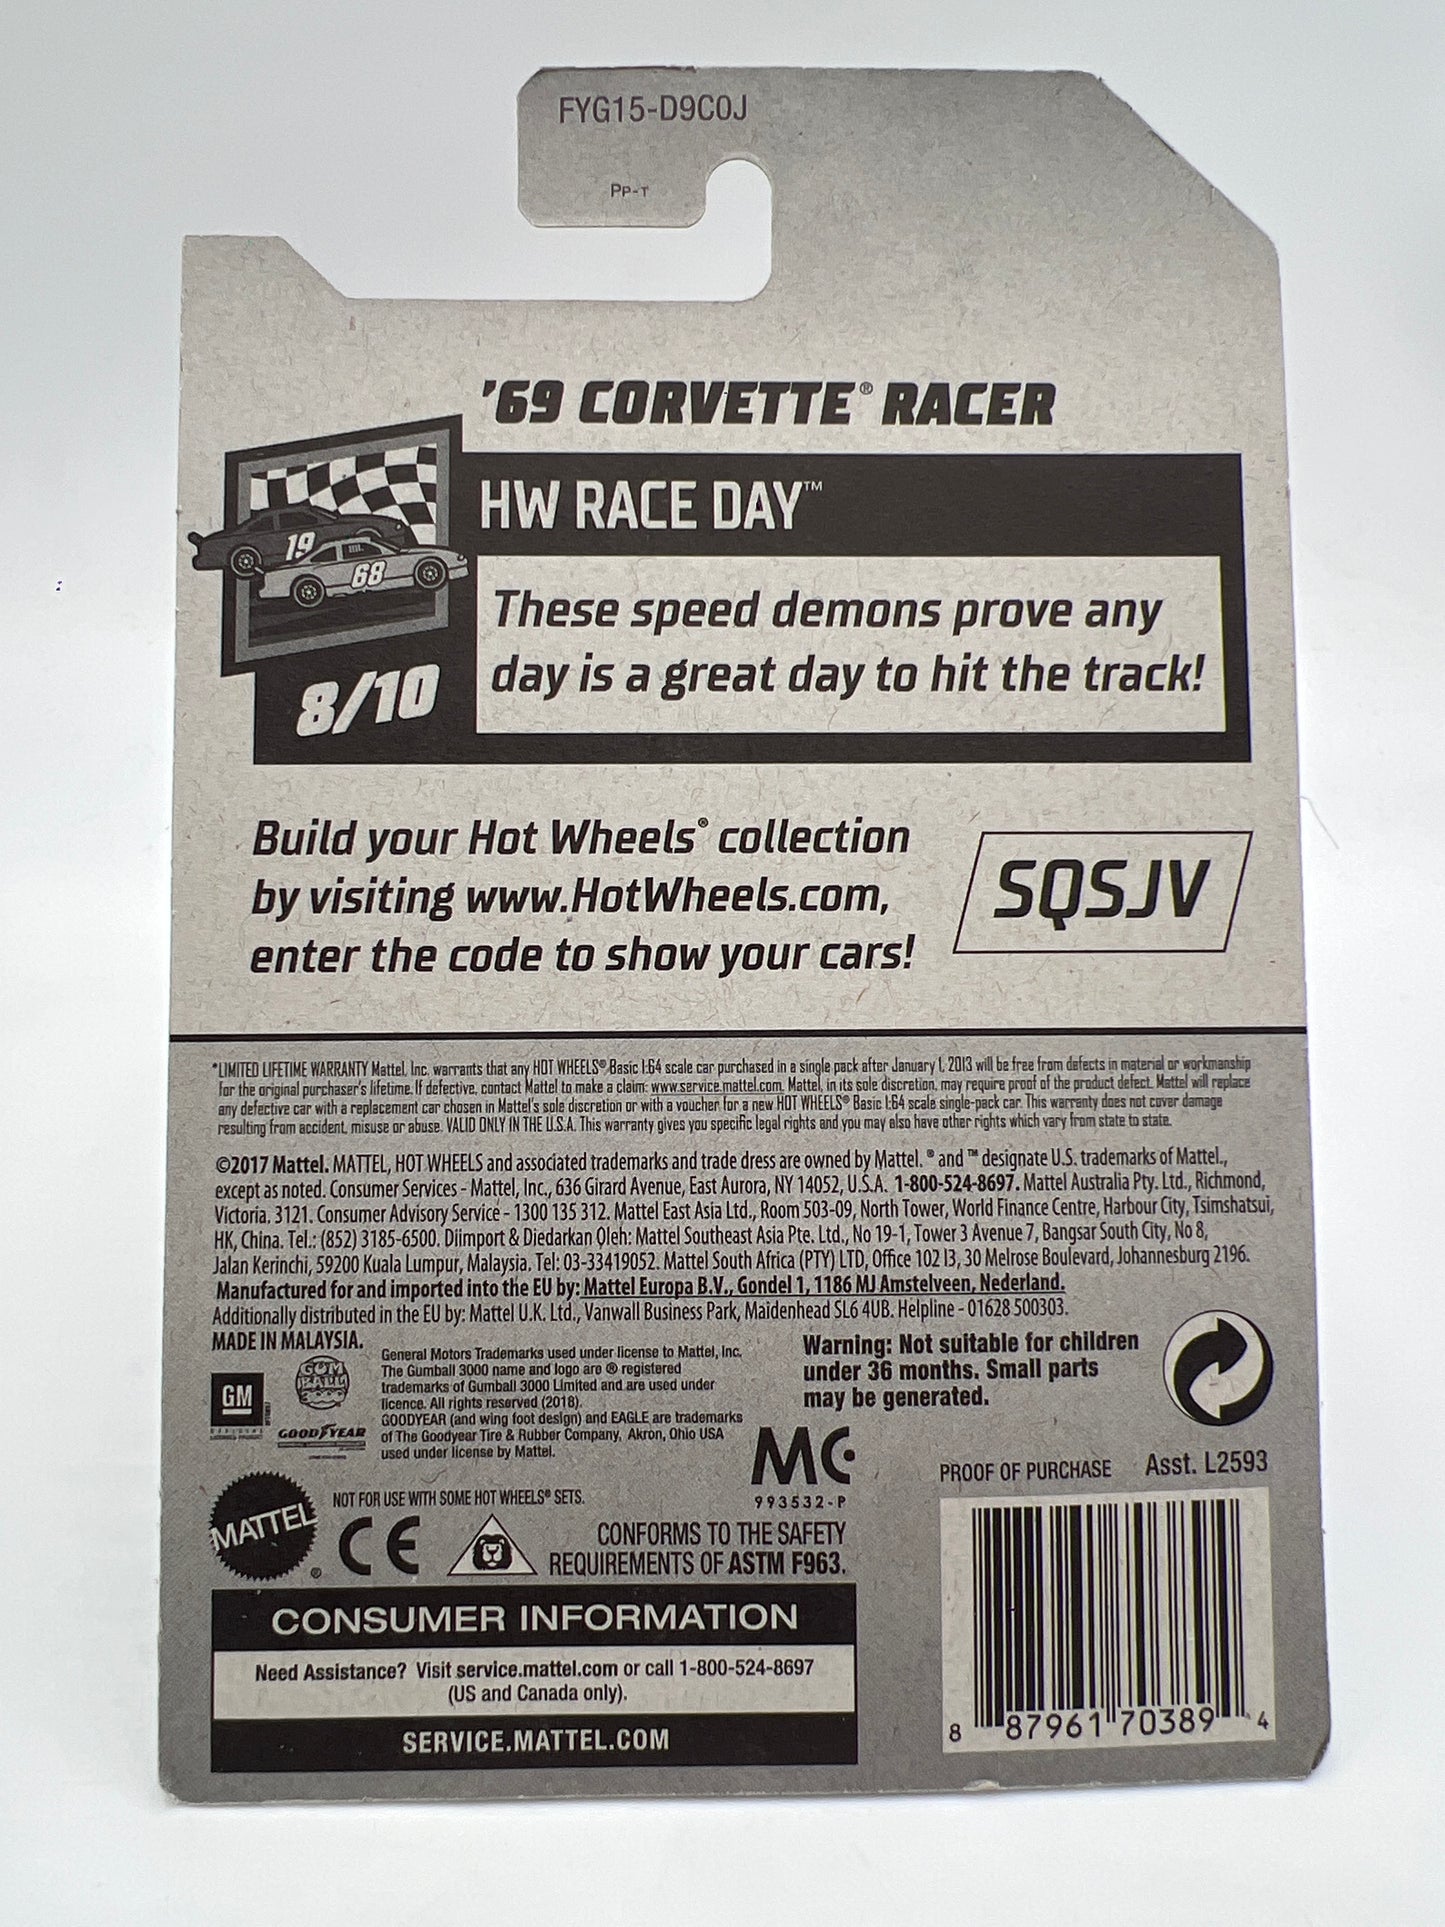 FYG15-D9C0J
Pp-T
'69 CORVETTE® RACER
HW RACE DAY™
19
68
8/10
These speed demons prove any
day is a great day to hit the track!
Build your Hot Wheels® collection
by visiting www.HotWheels.com,
enter the code to show your cars!
SQSJV
*LIMITED LIFETIME WARRANTY Mattel, Inc. warrants that any HOT WHEELS® Basic 1:64 scale car purchased in a single pack after January 1, 2013 will be free from defects in material or workmanship
for the original purchaser's lifetime. If defective, contact Mattel to make a claim: www.service.mattel.com. Mattel, in its sole discretion, may require proof of the product defect. Mattel will replace
any defective car with a replacement car chosen in Mattel's sole discretion or with a voucher for a new HOT WHEELS® Basic 1:64 scale single-pack car. This warranty does not cover damage
resulting from accident, misuse or abuse. VALID ONLY IN THE U.S.A. This warranty gives you specific legal rights and you may also have other rights which vary from state to state.
©2017 Mattel. MATTEL, HOT WHEELS and associated trademarks and trade dress are owned by Mattel. ® and ™ designate U.S. trademarks of Mattel.,
except as noted. Consumer Services - Mattel, Inc., 636 Girard Avenue, East Aurora, NY 14052, U.S.A. 1-800-524-8697. Mattel Australia Pty. Ltd., Richmond,
Victoria. 3121. Consumer Advisory Service - 1300 135 312. Mattel East Asia Ltd., Room 503-09, North Tower, World Finance Centre, Harbour City, Tsimshatsui,
HK, China. Tel.: (852) 3185-6500. Diimport & Diedarkan Oleh: Mattel Southeast Asia Pte. Ltd., No 19-1, Tower 3 Avenue 7, Bangsar South City, No 8,
Jalan Kerinchi, 59200 Kuala Lumpur, Malaysia. Tel: 03-33419052. Mattel South Africa (PTY) LTD, Office 102 I3, 30 Melrose Boulevard, Johannesburg 2196.
Manufactured for and imported into the EU by: Mattel Europa B.V., Gondel 1, 1186 MJ Amstelveen, Nederland.
Additionally distributed in the EU by: Mattel U.K. Ltd., Vanwall Business Park, Maidenhead SL6 4UB. Helpline - 01628 500303.
MADE IN MALAYSIA.
General Motors Trademarks used under license to Mattel, Inc.
The Gumball 3000 name and logo are ® registered
trademarks of Gumball 3000 Limited and are used under
licence. All rights reserved (2018).
GOODYEAR (and wing foot design) and EAGLE are trademarks
of The Goodyear Tire & Rubber Company, Akron, Ohio USA
used under license by Mattel.
GM
GUM
BALL
3000
GOODYEAR
Warning: Not suitable for children
under 36 months. Small parts
may be generated.
MC
993532-P
PROOF OF PURCHASE
Asst. L2593
MATTEL®
NOT FOR USE WITH SOME HOT WHEELS® SETS.
CE
CONFORMS TO THE SAFETY
REQUIREMENTS OF ASTM F963.
CONSUMER INFORMATION
Need Assistance? Visit service.mattel.com or call 1-800-524-8697
(US and Canada only).
SERVICE.MATTEL.COM
8 87961 70389 4